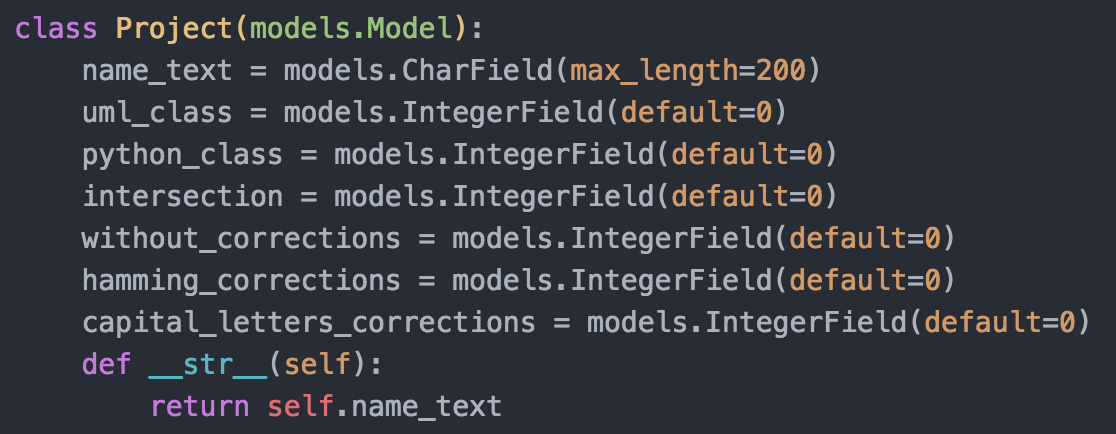 class Project(models.Model):
    name_text = models.CharField(max_length=200)
    uml_class = models.IntegerField(default=0)
    python_class = models.IntegerField(default=0)
    intersection = models.IntegerField(default=0)
    without_corrections = models.IntegerField(default=0)
    hamming_corrections = models.IntegerField(default=0)
    capital_letters_corrections = models.IntegerField(default=0)
    def __str__(self):
        return self.name_text